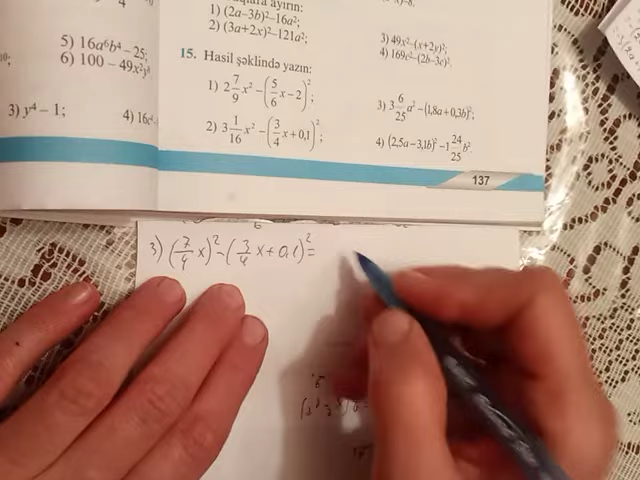 5) 16a⁶b⁴ – 25;
6) 100 – 49x²y⁸
3) y⁴ – 1;
4) 16c⁴
ayırın:
1) (2a–3b)²–16a²;
2) (3a+2x)²–121a²;
3) 49x²–(x+2y)²;
4) 169c²–(2b–3c)².
15. Hasil şəklində yazın:
1) 2 7/9 x² – (5/6 x – 2)²;
2) 3 1/16 x² – (3/4 x + 0,1)²;
3) 3 6/25 a² – (1,8a + 0,3b)²;
4) (2,5a – 3,1b)² – 1 24/25 b².
137
3) (7/4 x)² – (3/4 x + 0,1)² =